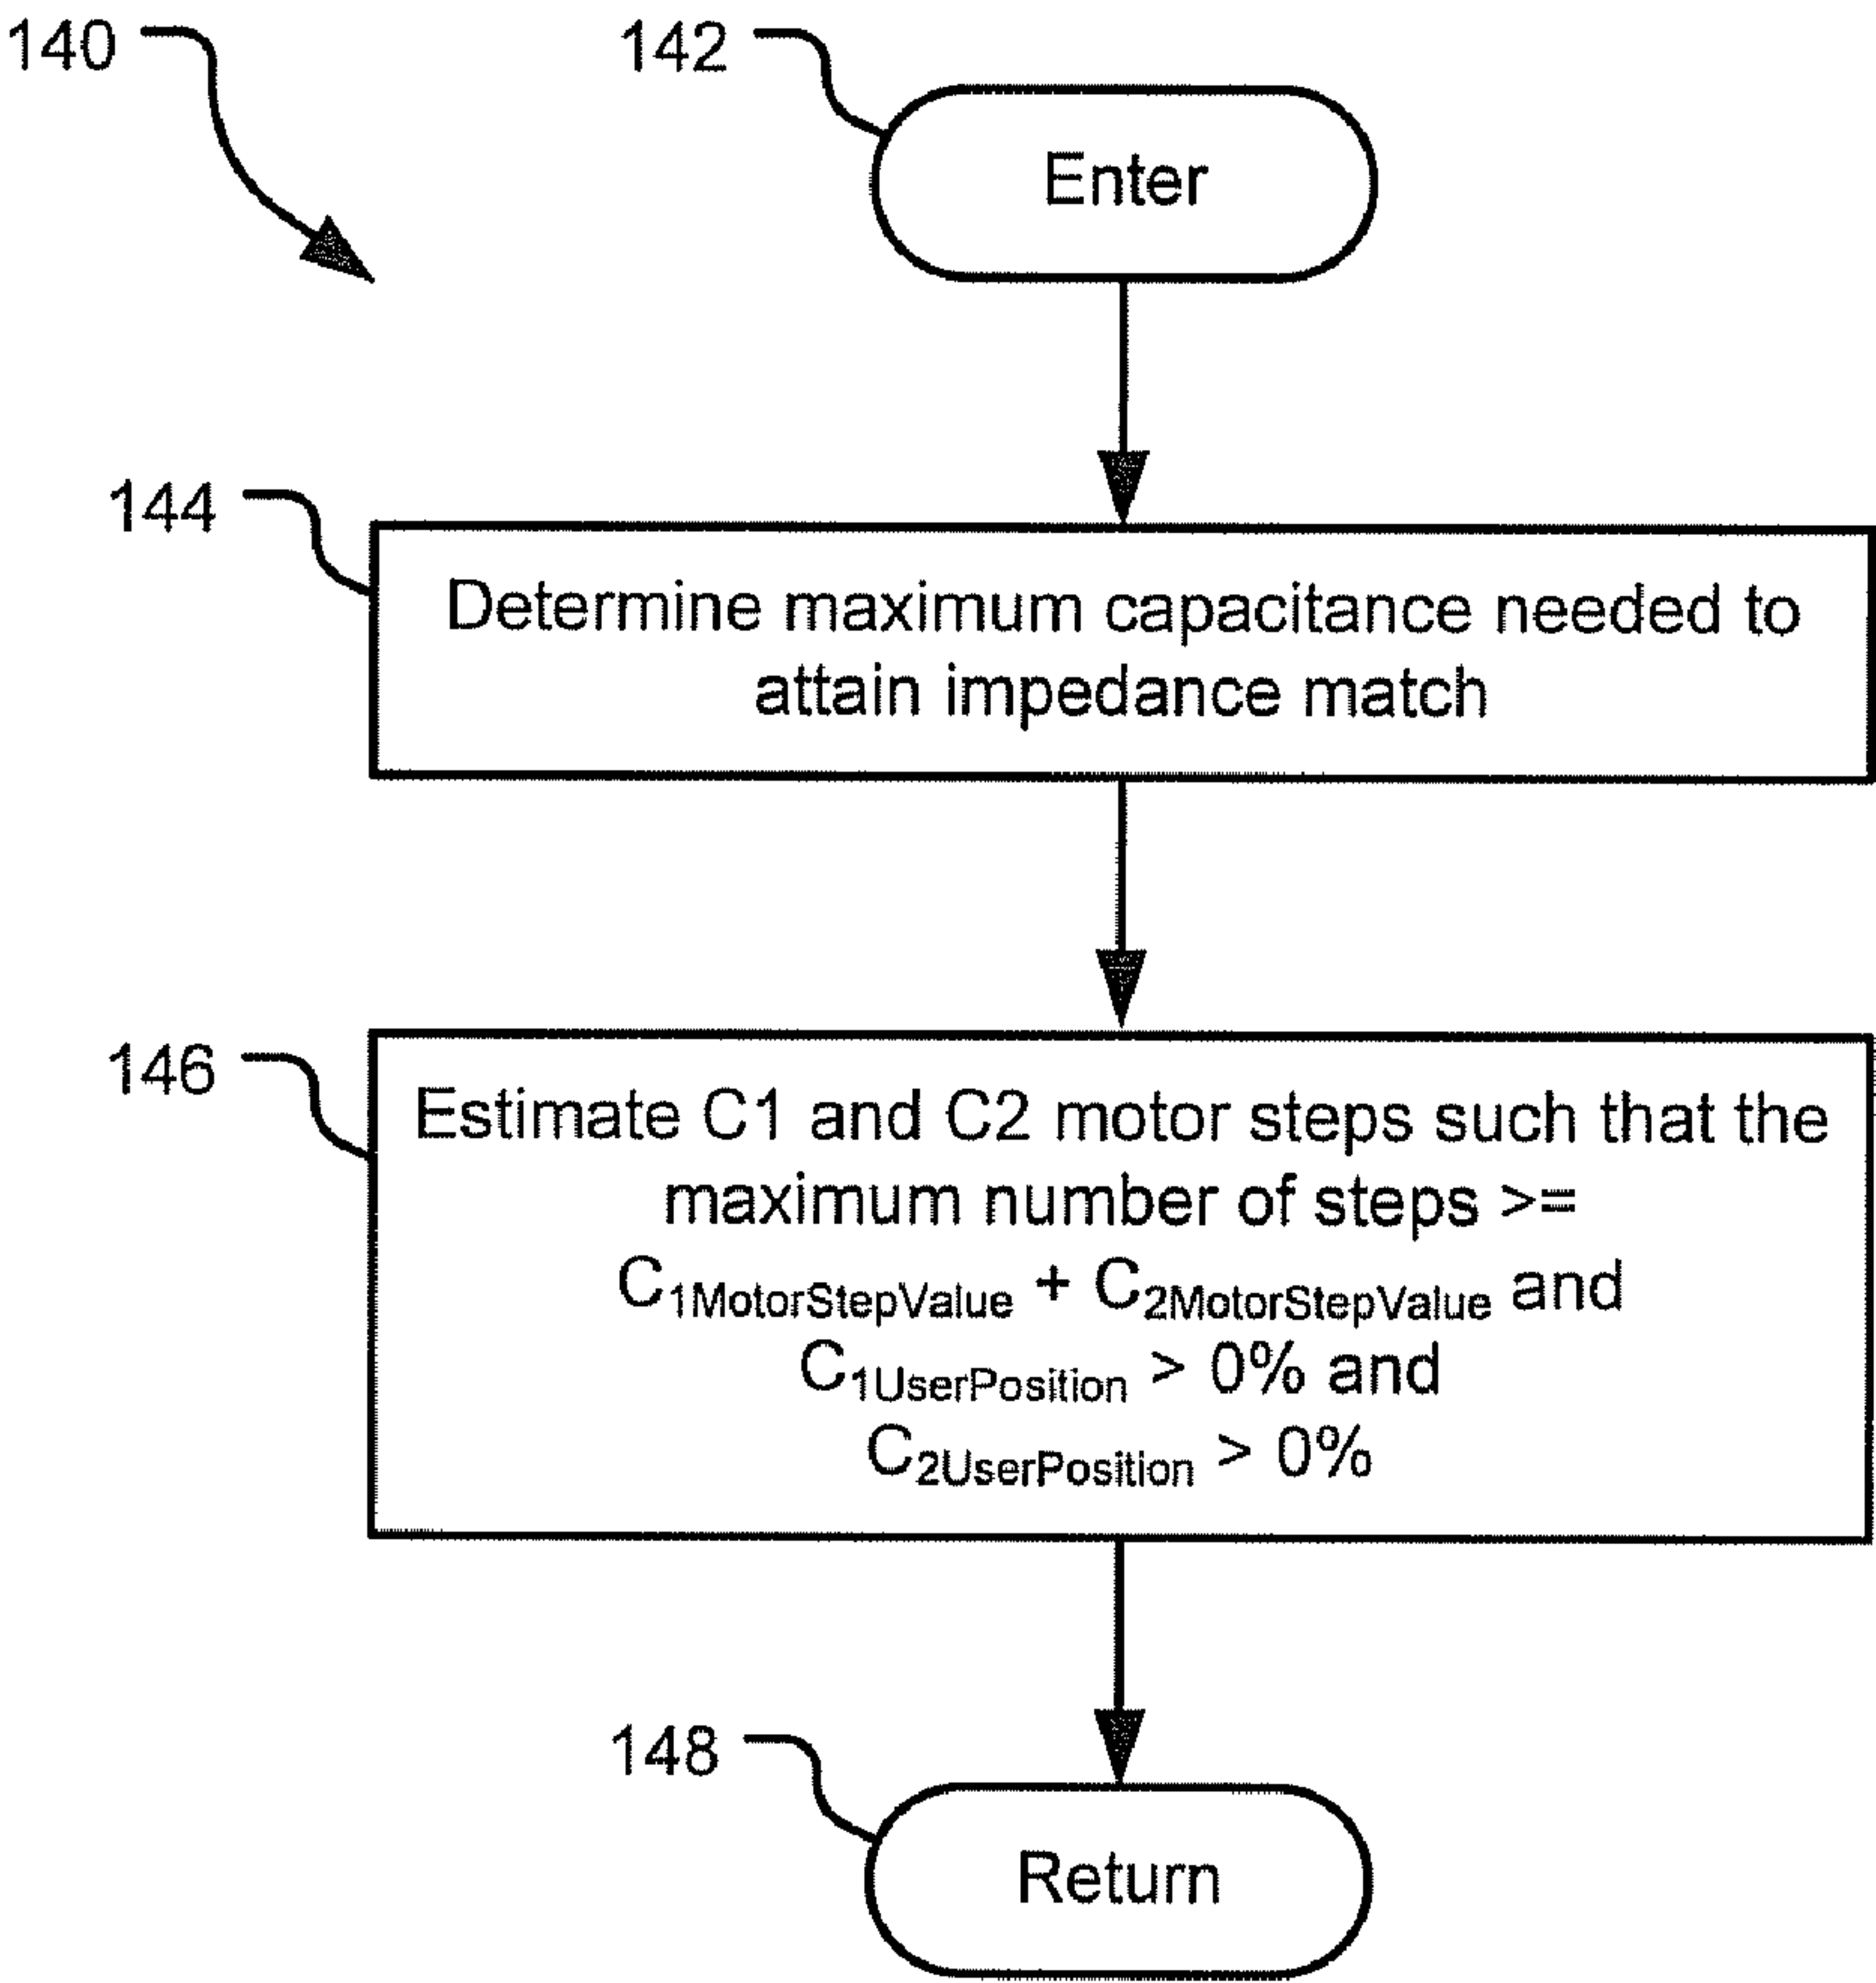 140
142
Enter
144
Determine maximum capacitance needed to
attain impedance match
146
Estimate C1 and C2 motor steps such that the
maximum number of steps >=
C1MotorStepValue + C2MotorStepValue and
C1UserPosition > 0% and
C2UserPosition > 0%
148
Return